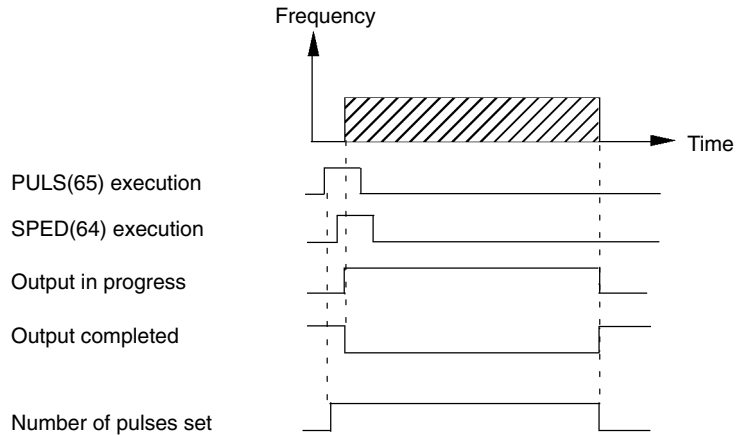 Frequency
Time
PULS(65) execution
SPED(64) execution
Output in progress
Output completed
Number of pulses set